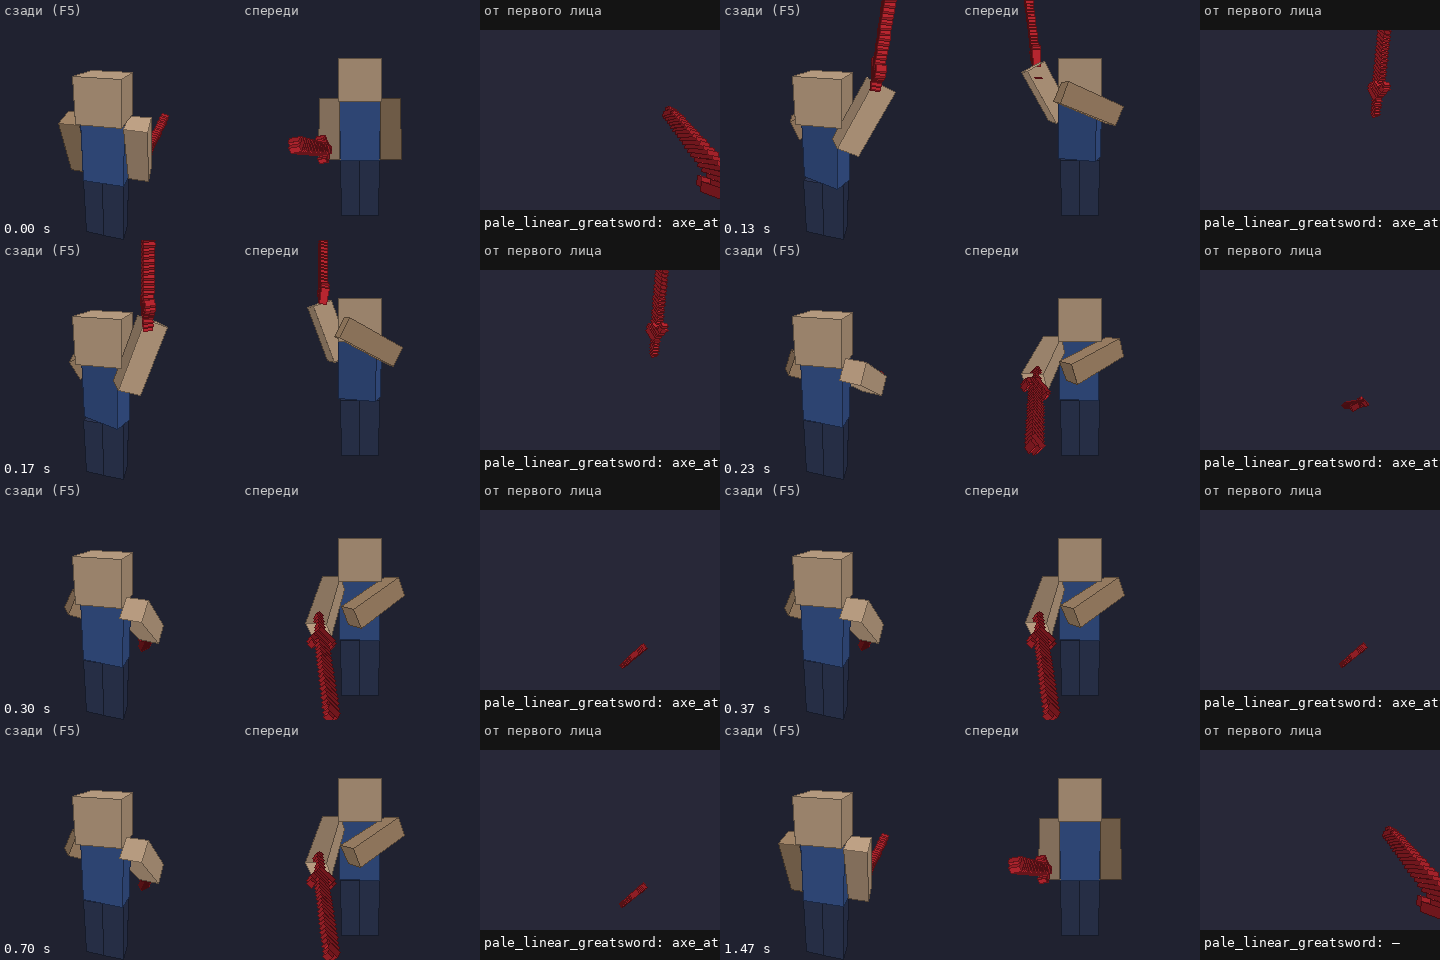 сзади (F5) спереди от первого лица сзади (F5) спереди от первого лица
0.00 s pale_linear_greatsword: axe_at 0.13 s pale_linear_greatsword: axe_at
сзади (F5) спереди от первого лица сзади (F5) спереди от первого лица
0.17 s pale_linear_greatsword: axe_at 0.23 s pale_linear_greatsword: axe_at
сзади (F5) спереди от первого лица сзади (F5) спереди от первого лица
0.30 s pale_linear_greatsword: axe_at 0.37 s pale_linear_greatsword: axe_at
сзади (F5) спереди от первого лица сзади (F5) спереди от первого лица
0.70 s pale_linear_greatsword: axe_at 1.47 s pale_linear_greatsword: —